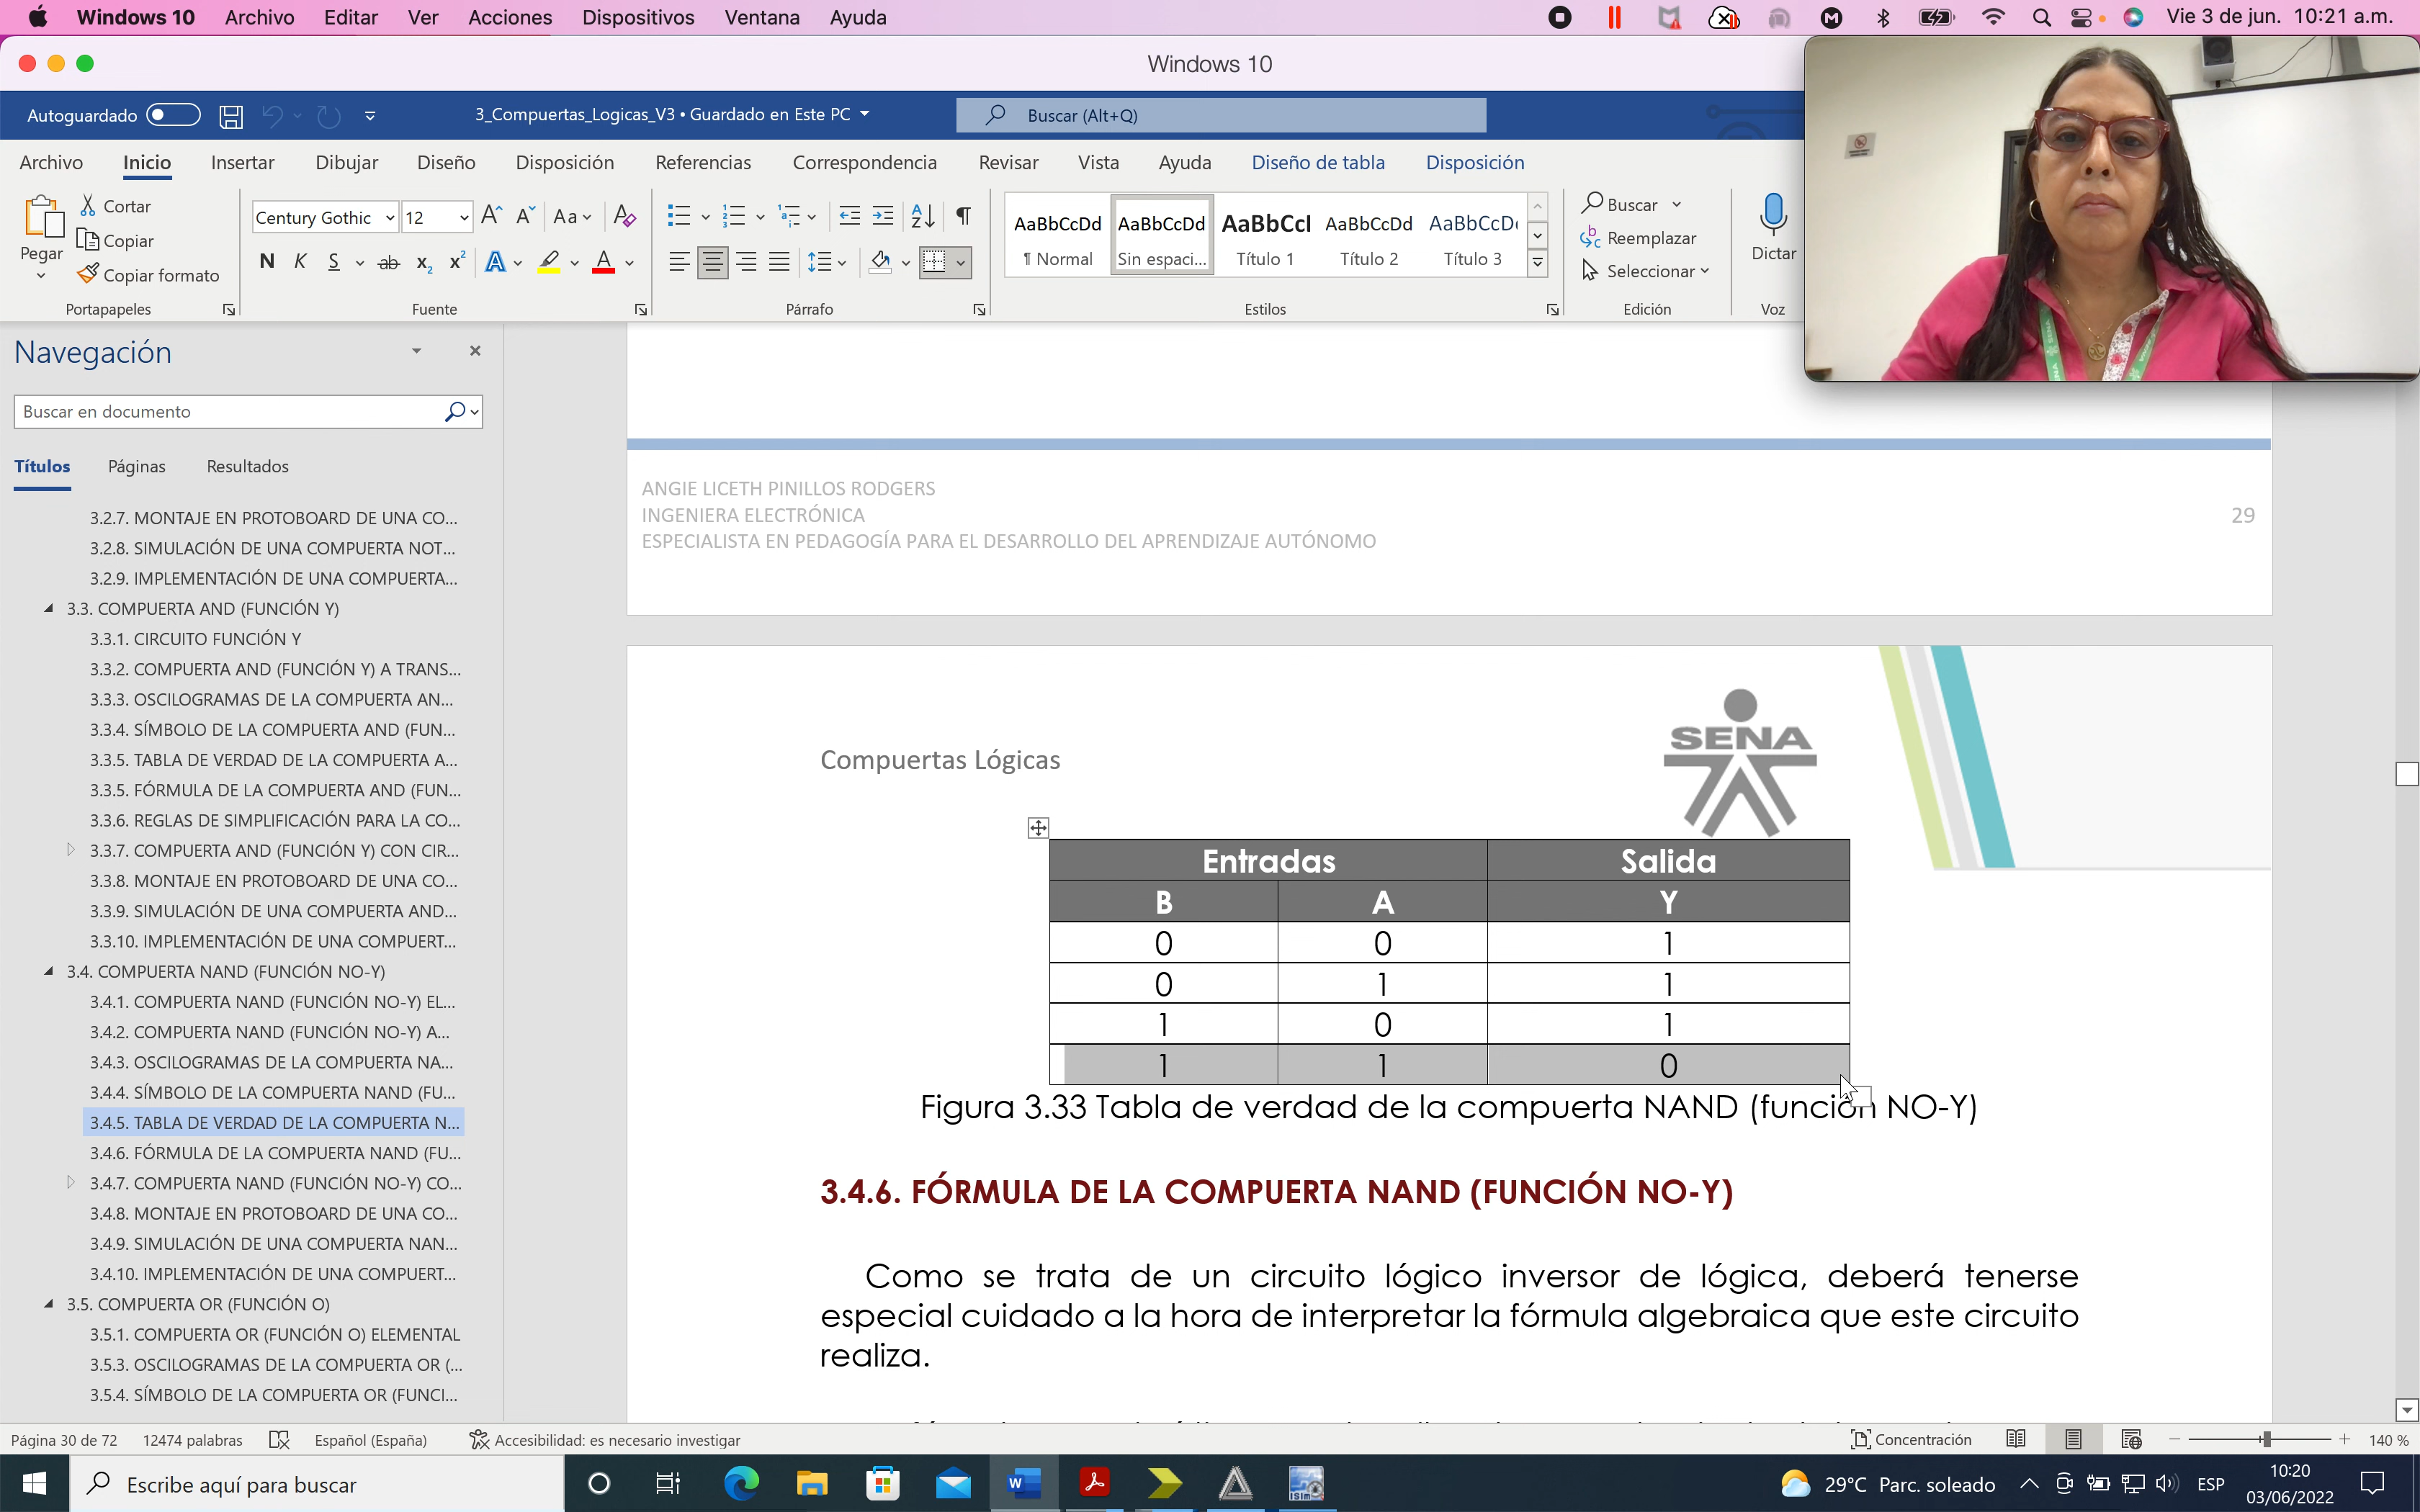 Windows 10 Archivo Editar Ver Acciones Dispositivos Ventana Ayuda Vie 3 de jun. 10:21 a.m.
Windows 10
Autoguardado 3_Compuertas_Logicas_V3 • Guardado en Este PC Buscar (Alt+Q)
Archivo Inicio Insertar Dibujar Diseño Disposición Referencias Correspondencia Revisar Vista Ayuda Diseño de tabla Disposición
Pegar
Cortar
Copiar
Copiar formato
Portapapeles
Century Gothic 12
N K S ab x2 x2 A A
Fuente
Párrafo
AaBbCcDd AaBbCcDd AaBbCcI AaBbCcDd AaBbCcD
¶ Normal Sin espaci... Título 1 Título 2 Título 3
Estilos
Buscar
Reemplazar
Seleccionar
Edición
Dictar
Voz
Navegación
Buscar en documento
Títulos Páginas Resultados
3.2.7. MONTAJE EN PROTOBOARD DE UNA CO...
3.2.8. SIMULACIÓN DE UNA COMPUERTA NOT...
3.2.9. IMPLEMENTACIÓN DE UNA COMPUERTA...
3.3. COMPUERTA AND (FUNCIÓN Y)
3.3.1. CIRCUITO FUNCIÓN Y
3.3.2. COMPUERTA AND (FUNCIÓN Y) A TRANS...
3.3.3. OSCILOGRAMAS DE LA COMPUERTA AN...
3.3.4. SÍMBOLO DE LA COMPUERTA AND (FUN...
3.3.5. TABLA DE VERDAD DE LA COMPUERTA A...
3.3.5. FÓRMULA DE LA COMPUERTA AND (FUN...
3.3.6. REGLAS DE SIMPLIFICACIÓN PARA LA CO...
3.3.7. COMPUERTA AND (FUNCIÓN Y) CON CIR...
3.3.8. MONTAJE EN PROTOBOARD DE UNA CO...
3.3.9. SIMULACIÓN DE UNA COMPUERTA AND...
3.3.10. IMPLEMENTACIÓN DE UNA COMPUERT...
3.4. COMPUERTA NAND (FUNCIÓN NO-Y)
3.4.1. COMPUERTA NAND (FUNCIÓN NO-Y) EL...
3.4.2. COMPUERTA NAND (FUNCIÓN NO-Y) A...
3.4.3. OSCILOGRAMAS DE LA COMPUERTA NA...
3.4.4. SÍMBOLO DE LA COMPUERTA NAND (FU...
3.4.5. TABLA DE VERDAD DE LA COMPUERTA N...
3.4.6. FÓRMULA DE LA COMPUERTA NAND (FU...
3.4.7. COMPUERTA NAND (FUNCIÓN NO-Y) CO...
3.4.8. MONTAJE EN PROTOBOARD DE UNA CO...
3.4.9. SIMULACIÓN DE UNA COMPUERTA NAN...
3.4.10. IMPLEMENTACIÓN DE UNA COMPUERT...
3.5. COMPUERTA OR (FUNCIÓN O)
3.5.1. COMPUERTA OR (FUNCIÓN O) ELEMENTAL
3.5.3. OSCILOGRAMAS DE LA COMPUERTA OR (...
3.5.4. SÍMBOLO DE LA COMPUERTA OR (FUNCI...
ANGIE LICETH PINILLOS RODGERS
INGENIERA ELECTRÓNICA 29
ESPECIALISTA EN PEDAGOGÍA PARA EL DESARROLLO DEL APRENDIZAJE AUTÓNOMO
Compuertas Lógicas
SENA
Entradas Salida
B A Y
0 0 1
0 1 1
1 0 1
1 1 0
Figura 3.33 Tabla de verdad de la compuerta NAND (función NO-Y)
3.4.6. FÓRMULA DE LA COMPUERTA NAND (FUNCIÓN NO-Y)
Como se trata de un circuito lógico inversor de lógica, deberá tenerse
especial cuidado a la hora de interpretar la fórmula algebraica que este circuito
realiza.
Página 30 de 72 12474 palabras Español (España) Accesibilidad: es necesario investigar Concentración 140 %
Escribe aquí para buscar
29°C Parc. soleado ESP
10:20
03/06/2022